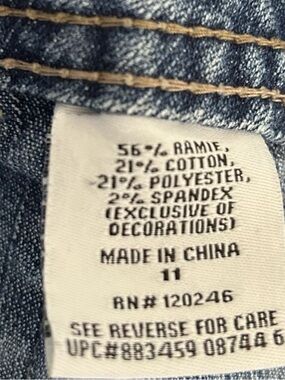 56% RAMIE,
21% COTTON,
21% POLYESTER,
2% SPANDEX
(EXCLUSIVE OF
DECORATIONS)
MADE IN CHINA
11
RN# 120246
SEE REVERSE FOR CARE
UPC#883459 08744 6